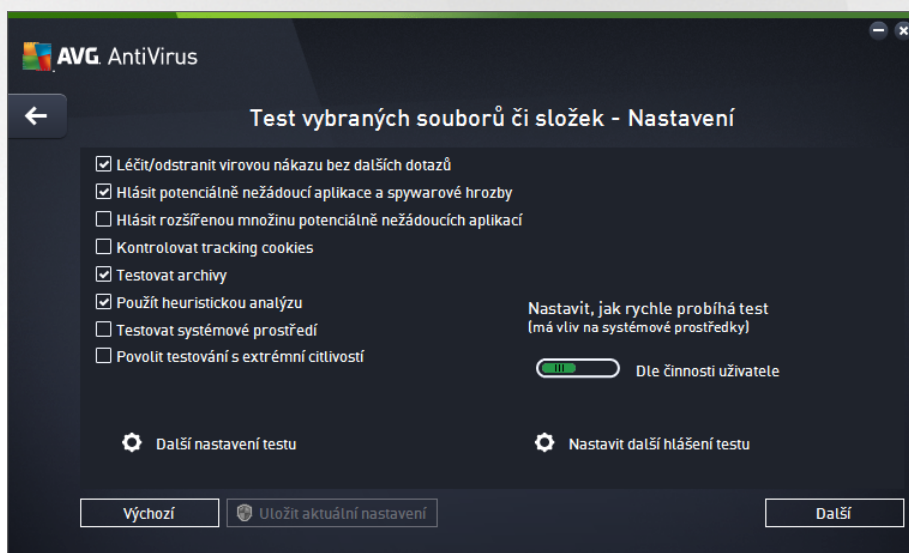 AVG. AntiVirus
Test vybraných souborů či složek - Nastavení
Léčit/odstranit virovou nákazu bez dalších dotazů
Hlásit potenciálně nežádoucí aplikace a spywarové hrozby
Hlásit rozšířenou množinu potenciálně nežádoucích aplikací
Kontrolovat tracking cookies
Testovat archivy
Použít heuristickou analýzu
Testovat systémové prostředí
Povolit testování s extrémní citlivostí
Nastavit, jak rychle probíhá test
(má vliv na systémové prostředky)
Dle činnosti uživatele
Další nastavení testu
Nastavit další hlášení testu
Výchozí
Uložit aktuální nastavení
Další